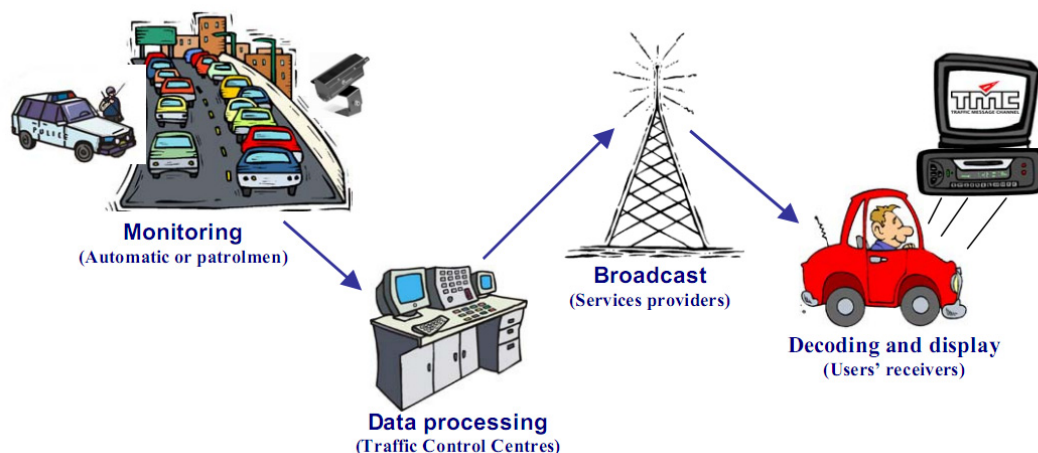 POLICE
Monitoring
(Automatic or patrolmen)
Data processing
(Traffic Control Centres)
Broadcast
(Services providers)
TMC
TRAFFIC MESSAGE CHANNEL
Decoding and display
(Users’ receivers)